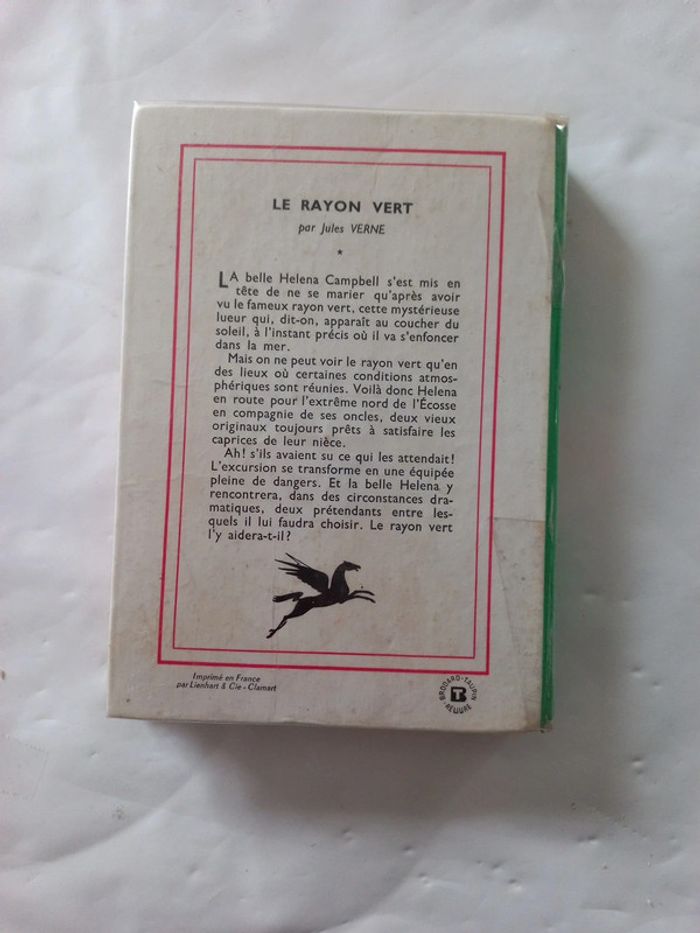 LE RAYON VERT
par Jules VERNE
LA belle Helena Campbell s'est mis en
tête de ne se marier qu'après avoir
vu le fameux rayon vert, cette mystérieuse
lueur qui, dit-on, apparaît au coucher du
soleil, à l'instant précis où il va s'enfoncer
dans la mer.
Mais on ne peut voir le rayon vert qu'en
des lieux où certaines conditions atmos-
phériques sont réunies. Voilà donc Helena
en route pour l'extrême nord de l'Écosse
en compagnie de ses oncles, deux vieux
originaux toujours prêts à satisfaire les
caprices de leur nièce.
Ah! s'ils avaient su ce qui les attendait!
L'excursion se transforme en une équipée
pleine de dangers. Et la belle Helena y
rencontrera, dans des circonstances dra-
matiques, deux prétendants entre les-
quels il lui faudra choisir. Le rayon vert
l'y aidera-t-il?
Imprimé en France
par Lienhart & Cie - Clamart
BRODARD-TAUPIN
RELIURE